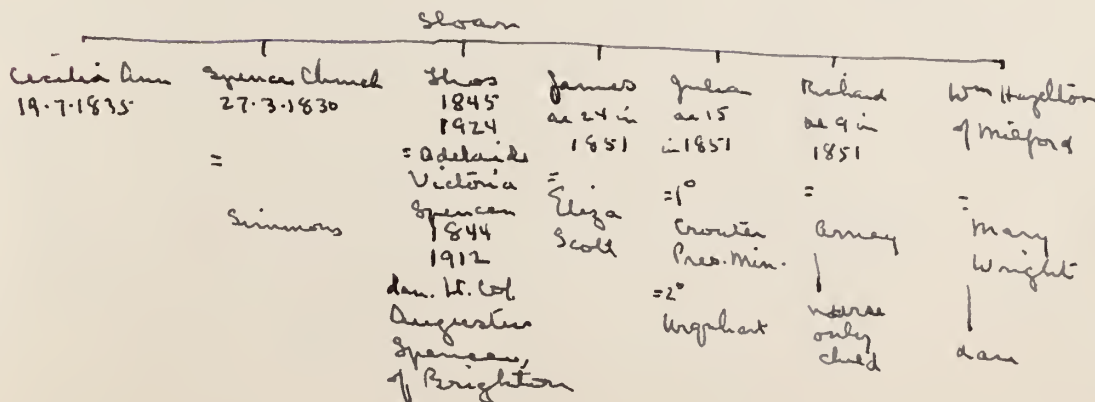 Sloan
Cecilia Ann
19.7.1835
Spencer Church
27.3.1830
=
Simmons
Thos
1845
1924
= Adelaide
Victoria
Spencer
1844
1912
dau. Lt. Col.
Augustus
Spencer,
of Brighton
James
ae 24 in
1851
=
Eliza
Scott
Julia
ae 15
in 1851
=1°
Crouter
Pres. Min.
=2°
Urquhart
Richard
ae 9 in
1851
=
Arney
nurse
only
child
Wm Hazelton
of Milford
=
Mary
Wright
dau